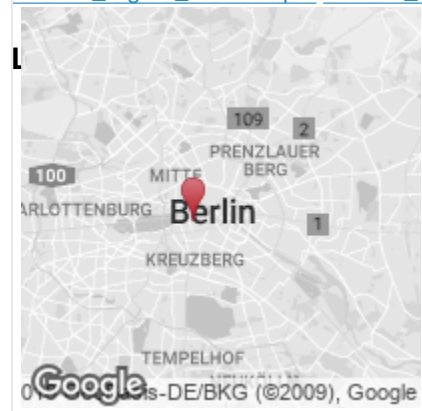 L
109
2
PRENZLAUER
BERG
100
MITTE
ARLOTTENBURG
Berlin
1
KREUZBERG
TEMPELHOF
Google
-DE/BKG (©2009), Google